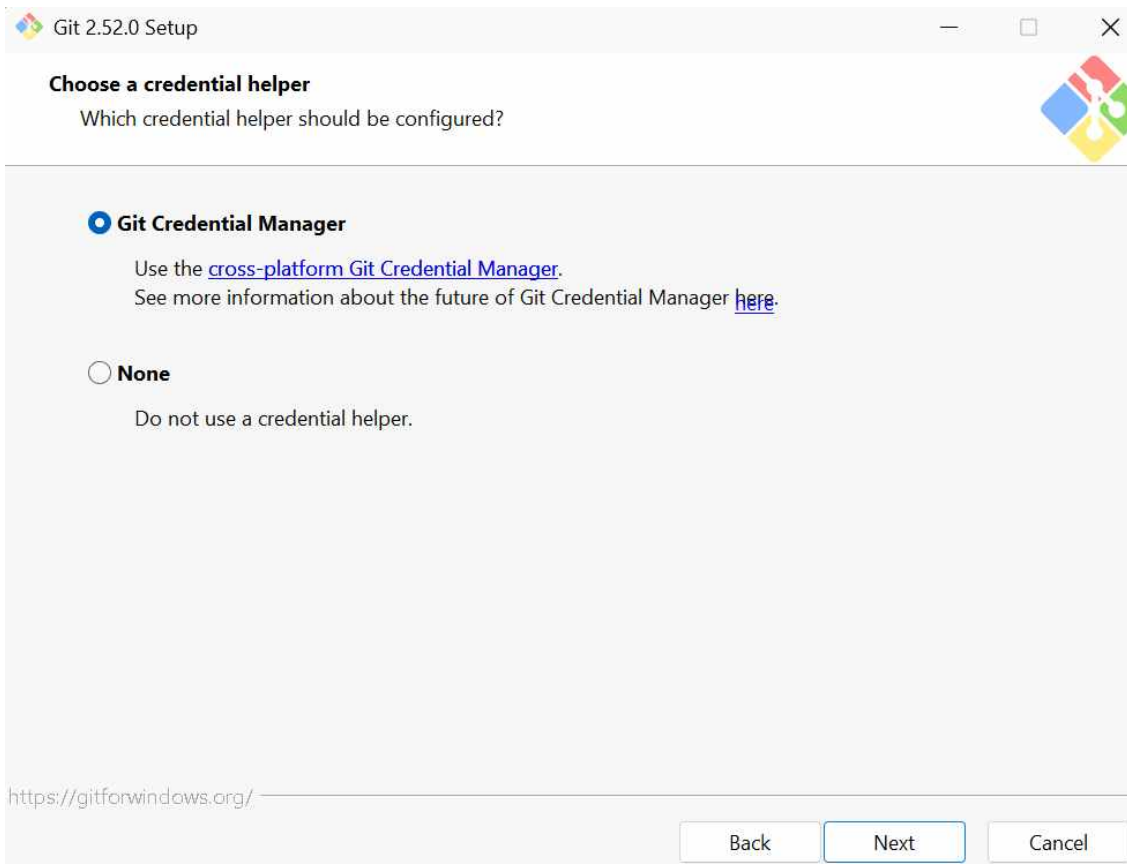 Git 2.52.0 Setup
Choose a credential helper
Which credential helper should be configured?
Git Credential Manager
Use the cross-platform Git Credential Manager.
See more information about the future of Git Credential Manager here.
None
Do not use a credential helper.
https://gitforwindows.org/
Back Next Cancel